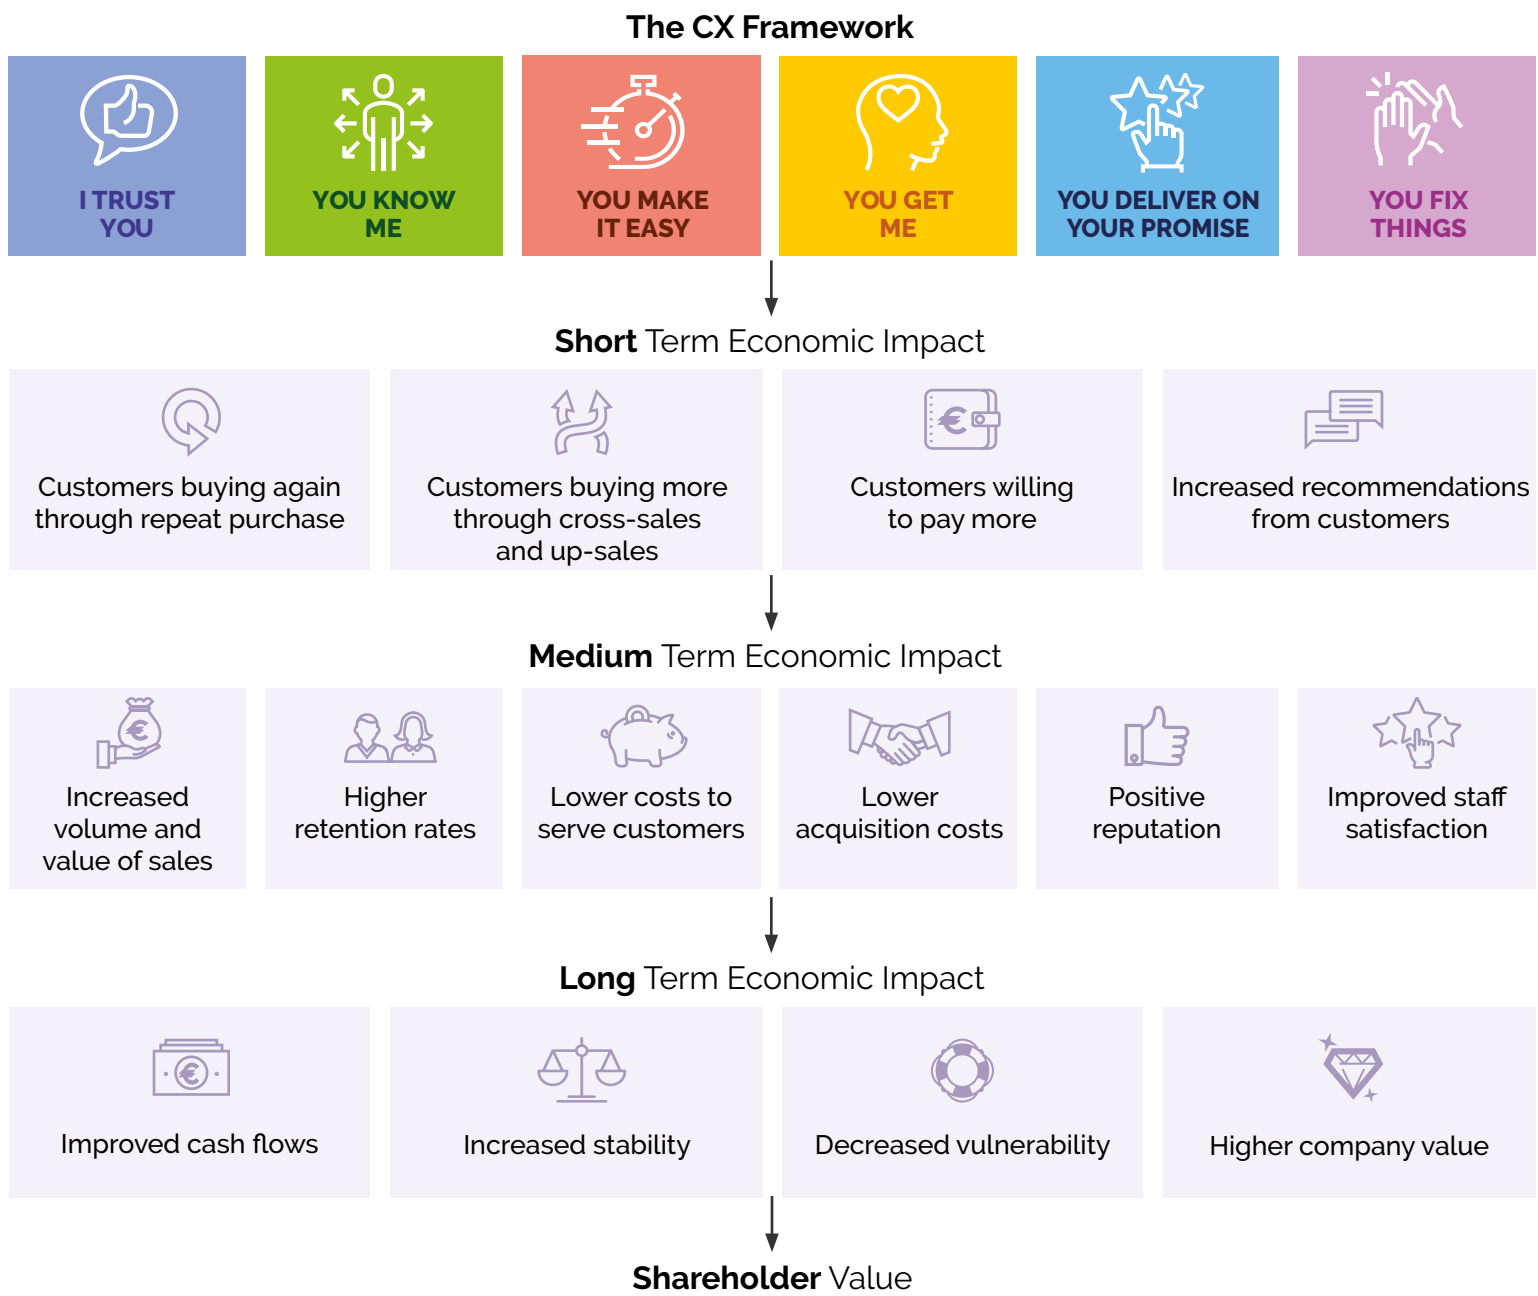 The CX Framework
I TRUST
YOU
YOU KNOW
ME
YOU MAKE
IT EASY
YOU GET
ME
YOU DELIVER ON
YOUR PROMISE
YOU FIX
THINGS
Short Term Economic Impact
Customers buying again
through repeat purchase
Customers buying more
through cross-sales
and up-sales
€
Customers willing
to pay more
Increased recommendations
from customers
Medium Term Economic Impact
€
Increased
volume and
value of sales
Higher
retention rates
Lower costs to
serve customers
Lower
acquisition costs
Positive
reputation
Improved staff
satisfaction
Long Term Economic Impact
€
Improved cash flows
Increased stability
Decreased vulnerability
Higher company value
Shareholder Value